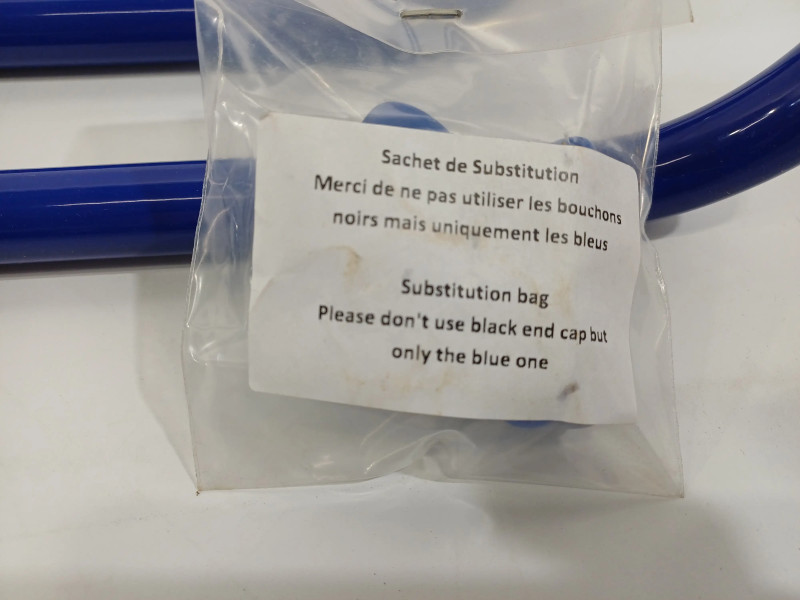 Sachet de Substitution
Merci de ne pas utiliser les bouchons
noirs mais uniquement les bleus
Substitution bag
Please don't use black end cap but
only the blue one